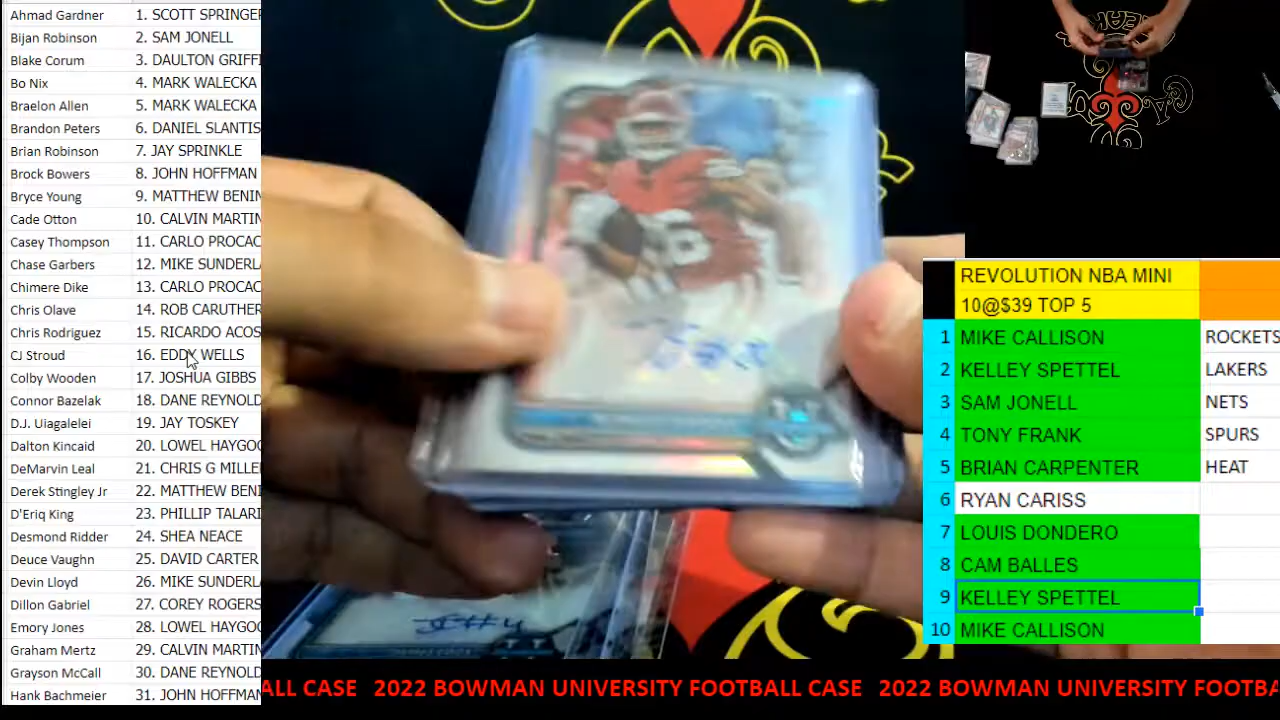 Ahmad Gardner 1. SCOTT SPRINGER
Bijan Robinson 2. SAM JONELL
Blake Corum 3. DAULTON GRIFFI
Bo Nix 4. MARK WALECKA
Braelon Allen 5. MARK WALECKA
Brandon Peters 6. DANIEL SLANTIS
Brian Robinson 7. JAY SPRINKLE
Brock Bowers 8. JOHN HOFFMAN
Bryce Young 9. MATTHEW BENIN
Cade Otton 10. CALVIN MARTIN
Casey Thompson 11. CARLO PROCAC
Chase Garbers 12. MIKE SUNDERLA
Chimere Dike 13. CARLO PROCAC
Chris Olave 14. ROB CARUTHER
Chris Rodriguez 15. RICARDO ACOS
CJ Stroud 16. EDDY WELLS
Colby Wooden 17. JOSHUA GIBBS
Connor Bazelak 18. DANE REYNOLD
D.J. Uiagalelei 19. JAY TOSKEY
Dalton Kincaid 20. LOWEL HAYGOO
DeMarvin Leal 21. CHRIS G MILLE
Derek Stingley Jr 22. MATTHEW BENI
D'Eriq King 23. PHILLIP TALARI
Desmond Ridder 24. SHEA NEACE
Deuce Vaughn 25. DAVID CARTER
Devin Lloyd 26. MIKE SUNDERLA
Dillon Gabriel 27. COREY ROGERS
Emory Jones 28. LOWEL HAYGOO
Graham Mertz 29. CALVIN MARTIN
Grayson McCall 30. DANE REYNOLD
Hank Bachmeier 31. JOHN HOFFMAN
REVOLUTION NBA MINI
10@$39 TOP 5
1 MIKE CALLISON ROCKETS
2 KELLEY SPETTEL LAKERS
3 SAM JONELL NETS
4 TONY FRANK SPURS
5 BRIAN CARPENTER HEAT
6 RYAN CARISS
7 LOUIS DONDERO
8 CAM BALLES
9 KELLEY SPETTEL
10 MIKE CALLISON
ALL CASE 2022 BOWMAN UNIVERSITY FOOTBALL CASE 2022 BOWMAN UNIVERSITY FOOTBA